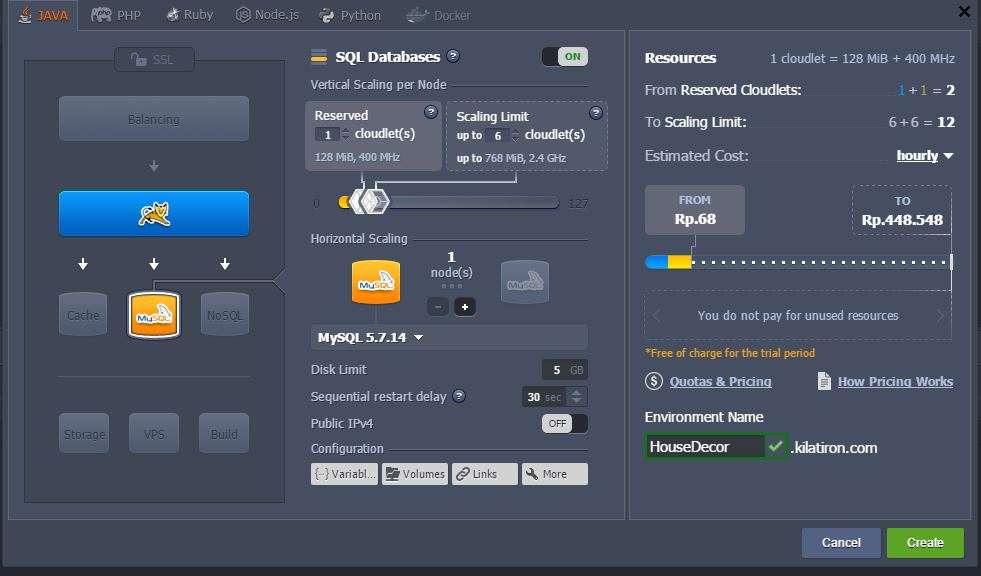 JAVA PHP Ruby Node.js Python Docker
SSL
Balancing
Cache MySQL NoSQL
Storage VPS Build
SQL Databases ? ON
Vertical Scaling per Node
Reserved ?
1 cloudlet(s)
128 MiB, 400 MHz
Scaling Limit ?
up to 6 cloudlet(s)
up to 768 MiB, 2.4 GHz
0 127
Horizontal Scaling
MySQL 1 MySQL
node(s)
- +
MySQL 5.7.14
Disk Limit 5 GB
Sequential restart delay ? 30 sec
Public IPv4 OFF
Configuration
{--} Variabl... Volumes Links More
Resources 1 cloudlet = 128 MiB + 400 MHz
From Reserved Cloudlets: 1 + 1 = 2
To Scaling Limit: 6 + 6 = 12
Estimated Cost: hourly
FROM
Rp.68
TO
Rp.448.548
You do not pay for unused resources
*Free of charge for the trial period
$ Quotas & Pricing How Pricing Works
Environment Name
HouseDecor .kilatiron.com
Cancel Create